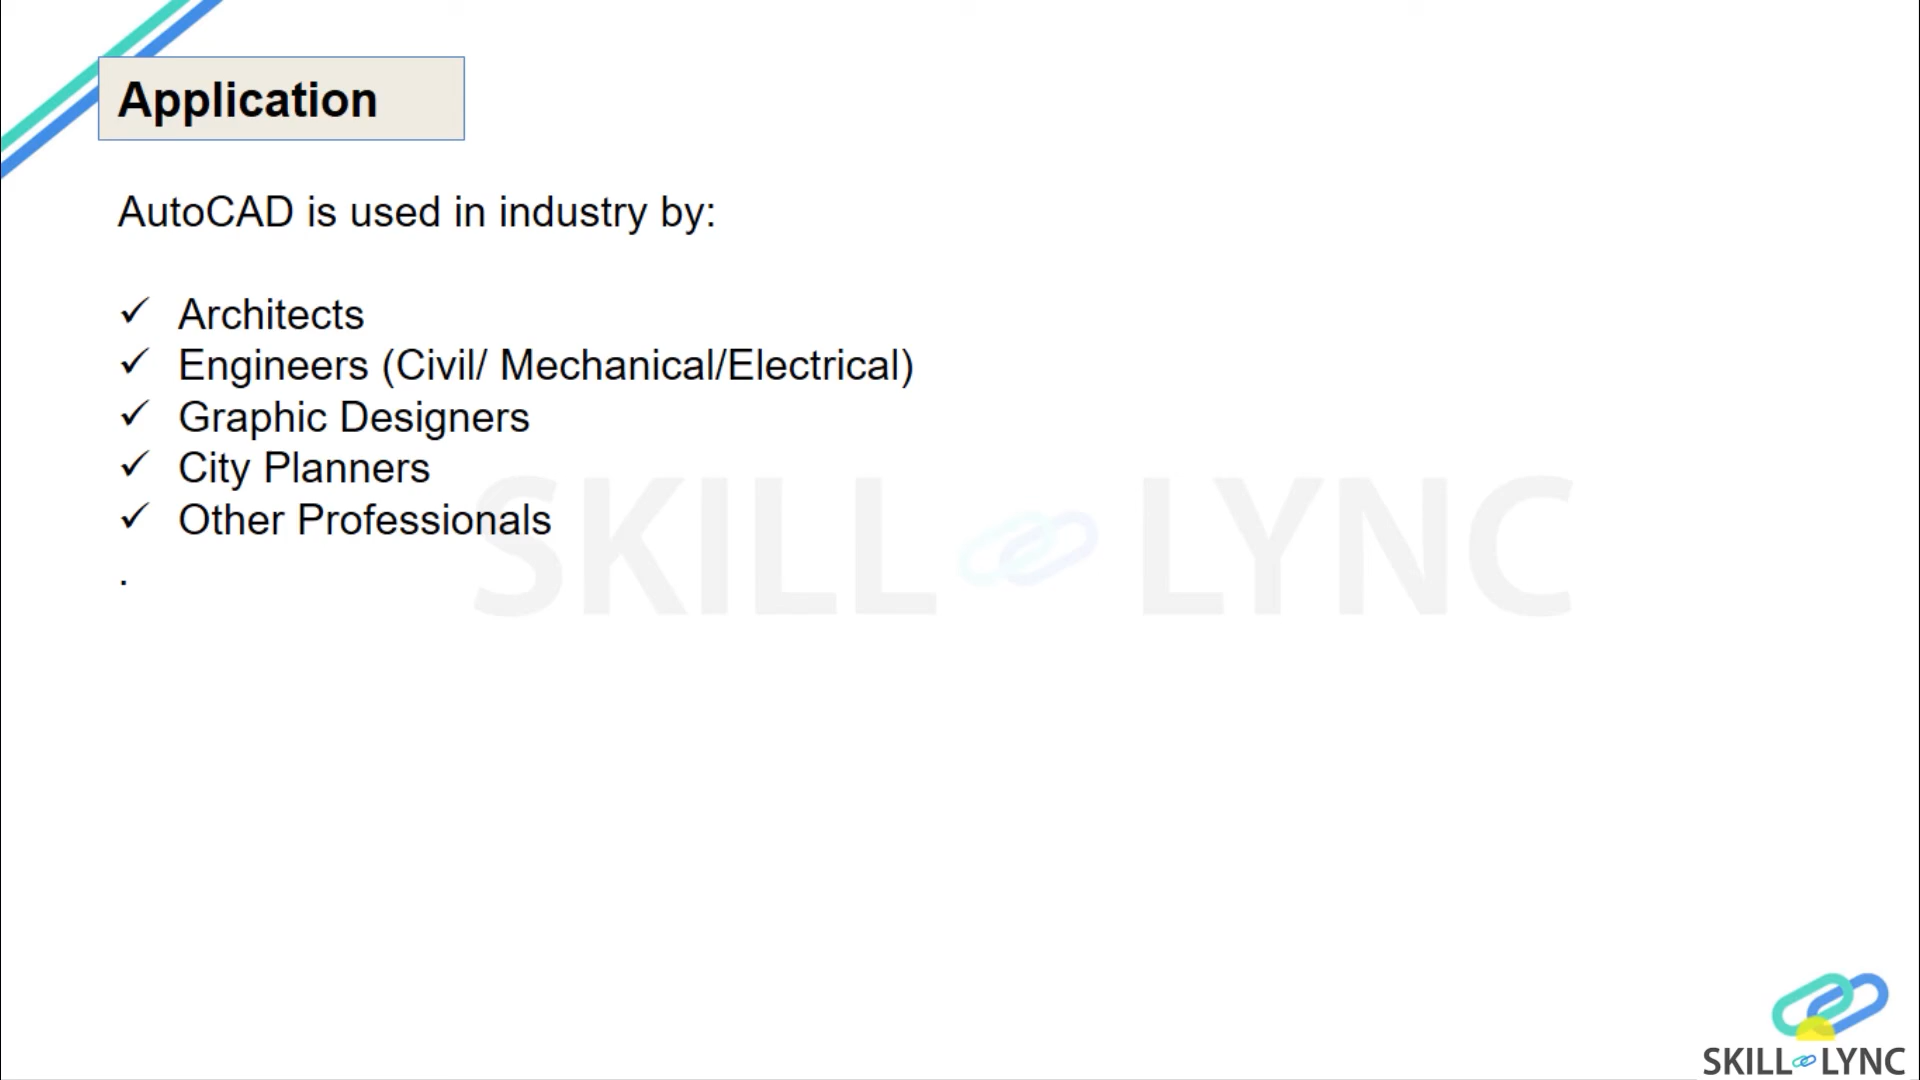 Application
AutoCAD is used in industry by:
✓ Architects
✓ Engineers (Civil/ Mechanical/Electrical)
✓ Graphic Designers
✓ City Planners
✓ Other Professionals
.
SKILL LYNC
SKILL LYNC